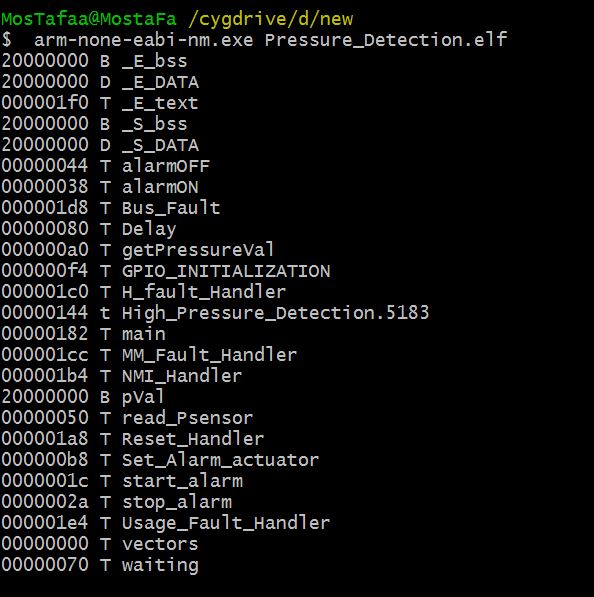 MosTafaa@MostaFa /cygdrive/d/new
$  arm-none-eabi-nm.exe Pressure_Detection.elf
20000000 B _E_bss
20000000 D _E_DATA
000001f0 T _E_text
20000000 B _S_bss
20000000 D _S_DATA
00000044 T alarmOFF
00000038 T alarmON
000001d8 T Bus_Fault
00000080 T Delay
000000a0 T getPressureVal
000000f4 T GPIO_INITIALIZATION
000001c0 T H_fault_Handler
00000144 t High_Pressure_Detection.5183
00000182 T main
000001cc T MM_Fault_Handler
000001b4 T NMI_Handler
20000000 B pVal
00000050 T read_Psensor
000001a8 T Reset_Handler
000000b8 T Set_Alarm_actuator
0000001c T start_alarm
0000002a T stop_alarm
000001e4 T Usage_Fault_Handler
00000000 T vectors
00000070 T waiting